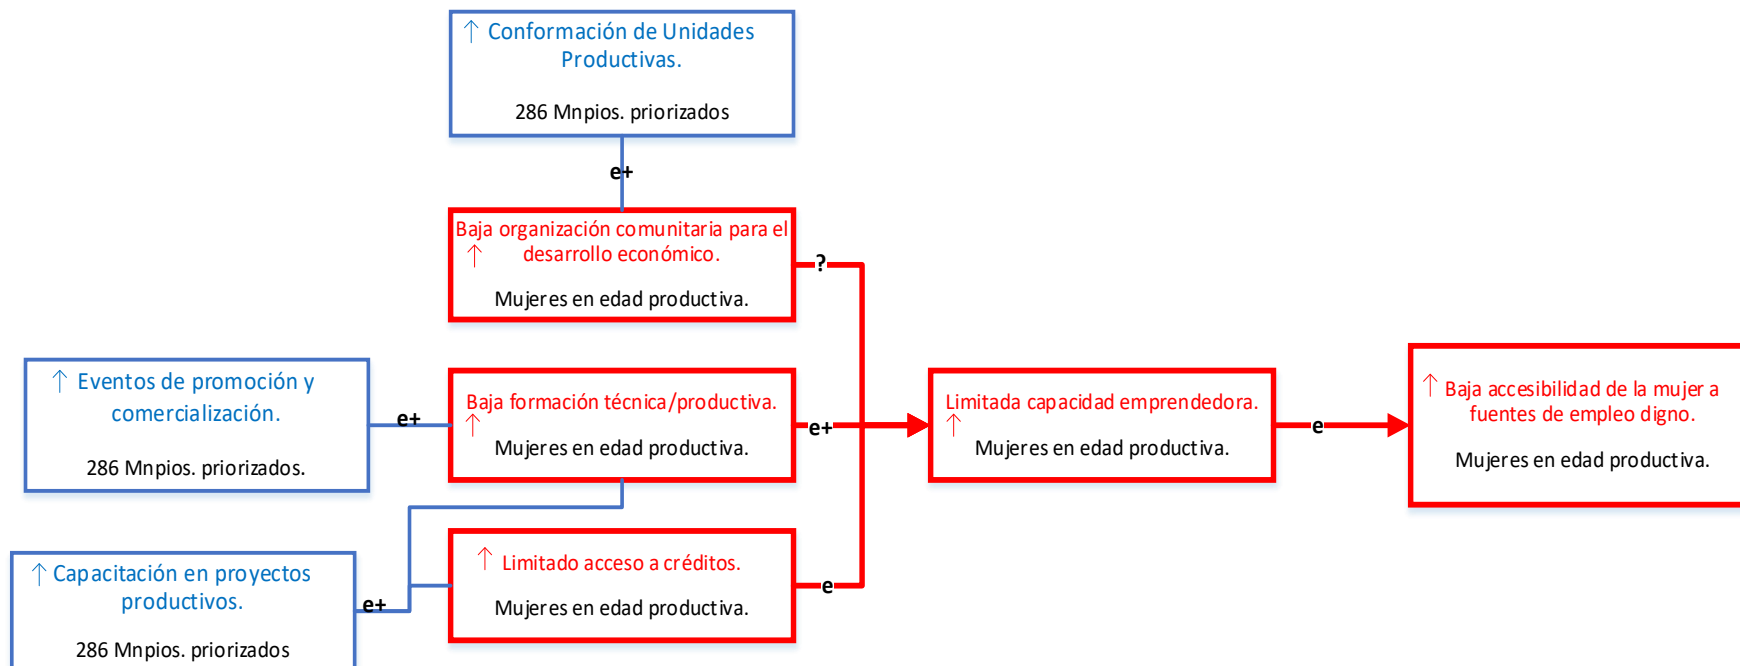 ↑ Conformación de Unidades
Productivas.
286 Mnpios. priorizados
e+
Baja organización comunitaria para el
↑ desarrollo económico.
Mujeres en edad productiva.
?
↑ Eventos de promoción y
comercialización.
286 Mnpios. priorizados.
e+
Baja formación técnica/productiva.
↑
Mujeres en edad productiva.
e+
Limitada capacidad emprendedora.
↑
Mujeres en edad productiva.
e
↑ Baja accesibilidad de la mujer a
fuentes de empleo digno.
Mujeres en edad productiva.
↑ Capacitación en proyectos
productivos.
286 Mnpios. priorizados
e+
↑ Limitado acceso a créditos.
Mujeres en edad productiva.
e